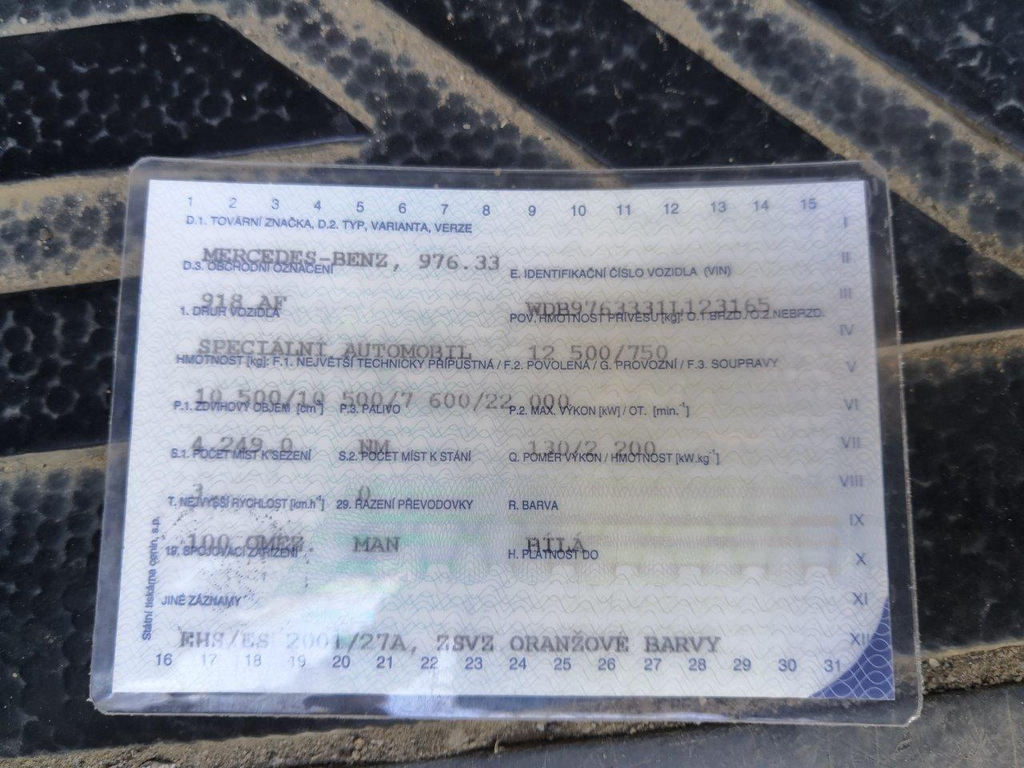 1 2 3 4 5 6 7 8 9 10 11 12 13 14 15
D.1. TOVÁRNÍ ZNAČKA, D.2. TYP, VARIANTA, VERZE I
MERCEDES-BENZ, 976.33 II
D.3. OBCHODNÍ OZNAČENÍ E. IDENTIFIKAČNÍ ČÍSLO VOZIDLA (VIN)
918 AF WDB9763331L123165 III
1. DRUH VOZIDLA POV. HMOTNOST PŘÍVĚSU [kg]: O.1 BRZD./O.2. NEBRZD.
SPECIÁLNÍ AUTOMOBIL 12 500/750 IV
HMOTNOST [kg]: F.1. NEJVĚTŠÍ TECHNICKY PŘÍPUSTNÁ / F.2. POVOLENÁ / G. PROVOZNÍ / F.3. SOUPRAVY V
10 500/10 500/7 600/22 000
P.1. ZDVIHOVÝ OBJEM [cm³] P.3. PALIVO P.2. MAX. VÝKON [kW] / OT. [min.⁻¹] VI
4 249,0 NM 130/2 200 VII
S.1. POČET MÍST K SEZENÍ S.2. POČET MÍST K STÁNÍ Q. POMĚR VÝKON / HMOTNOST [kW.kg⁻¹]
3 0 VIII
T. NEJVYŠŠÍ RYCHLOST [km.h⁻¹] 29. ŘAZENÍ PŘEVODOVKY R. BARVA
IX
100 OMEZ. MAN BÍLÁ
19. SPOJOVACÍ ZAŘÍZENÍ H. PLATNOST DO X
JINÉ ZÁZNAMY XI
EHS/ES 2001/27A, ZSVZ ORANŽOVÉ BARVY XII
16 17 18 19 20 21 22 23 24 25 26 27 28 29 30 31
Státní tiskárna cenin, s.p.